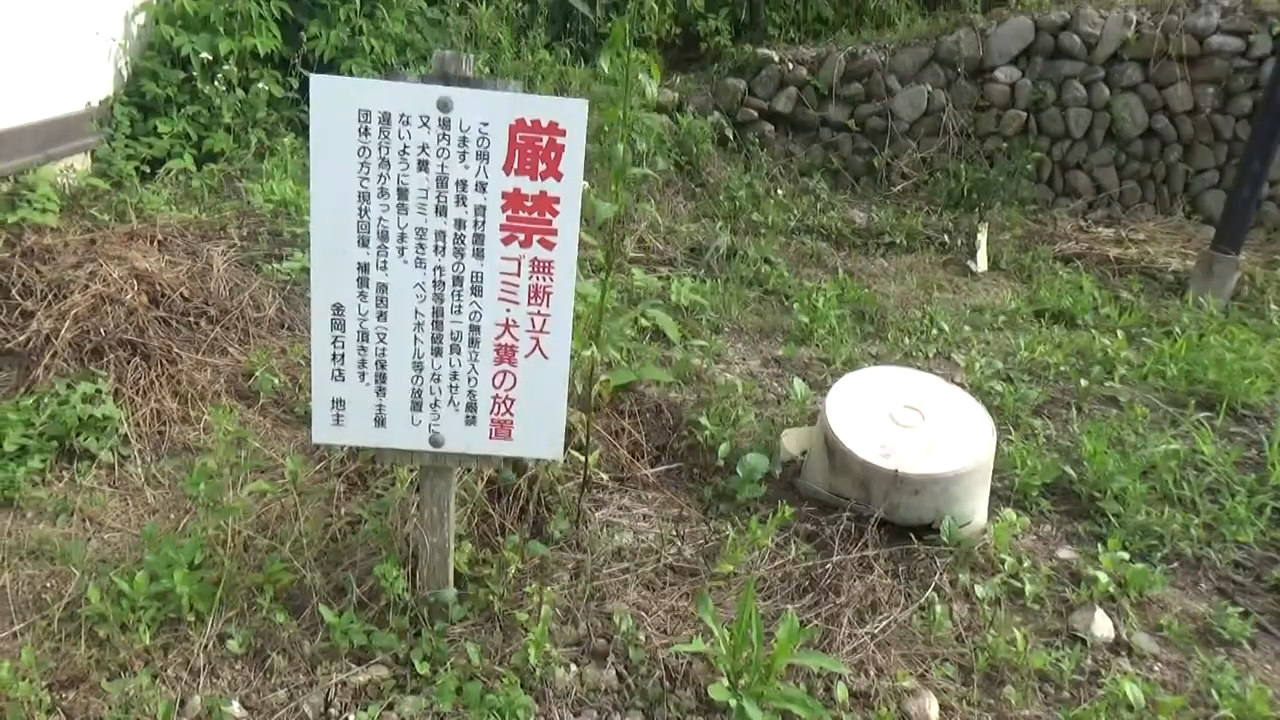 厳禁
無断立入
ゴミ・犬糞の放置
この明八塚、資材置場、田畑への無断立入りを厳禁
します。怪我、事故等の責任は一切負いません。
場内の土留石積、資材・作物等損傷破壊しないように
又、犬糞、ゴミ・空き缶、ペットボトル等の放置し
ないように警告します。
違反行為があった場合は、原因者(又は保護者・主催
団体)の方で現状回復、補償をして頂きます。
金岡石材店 地主